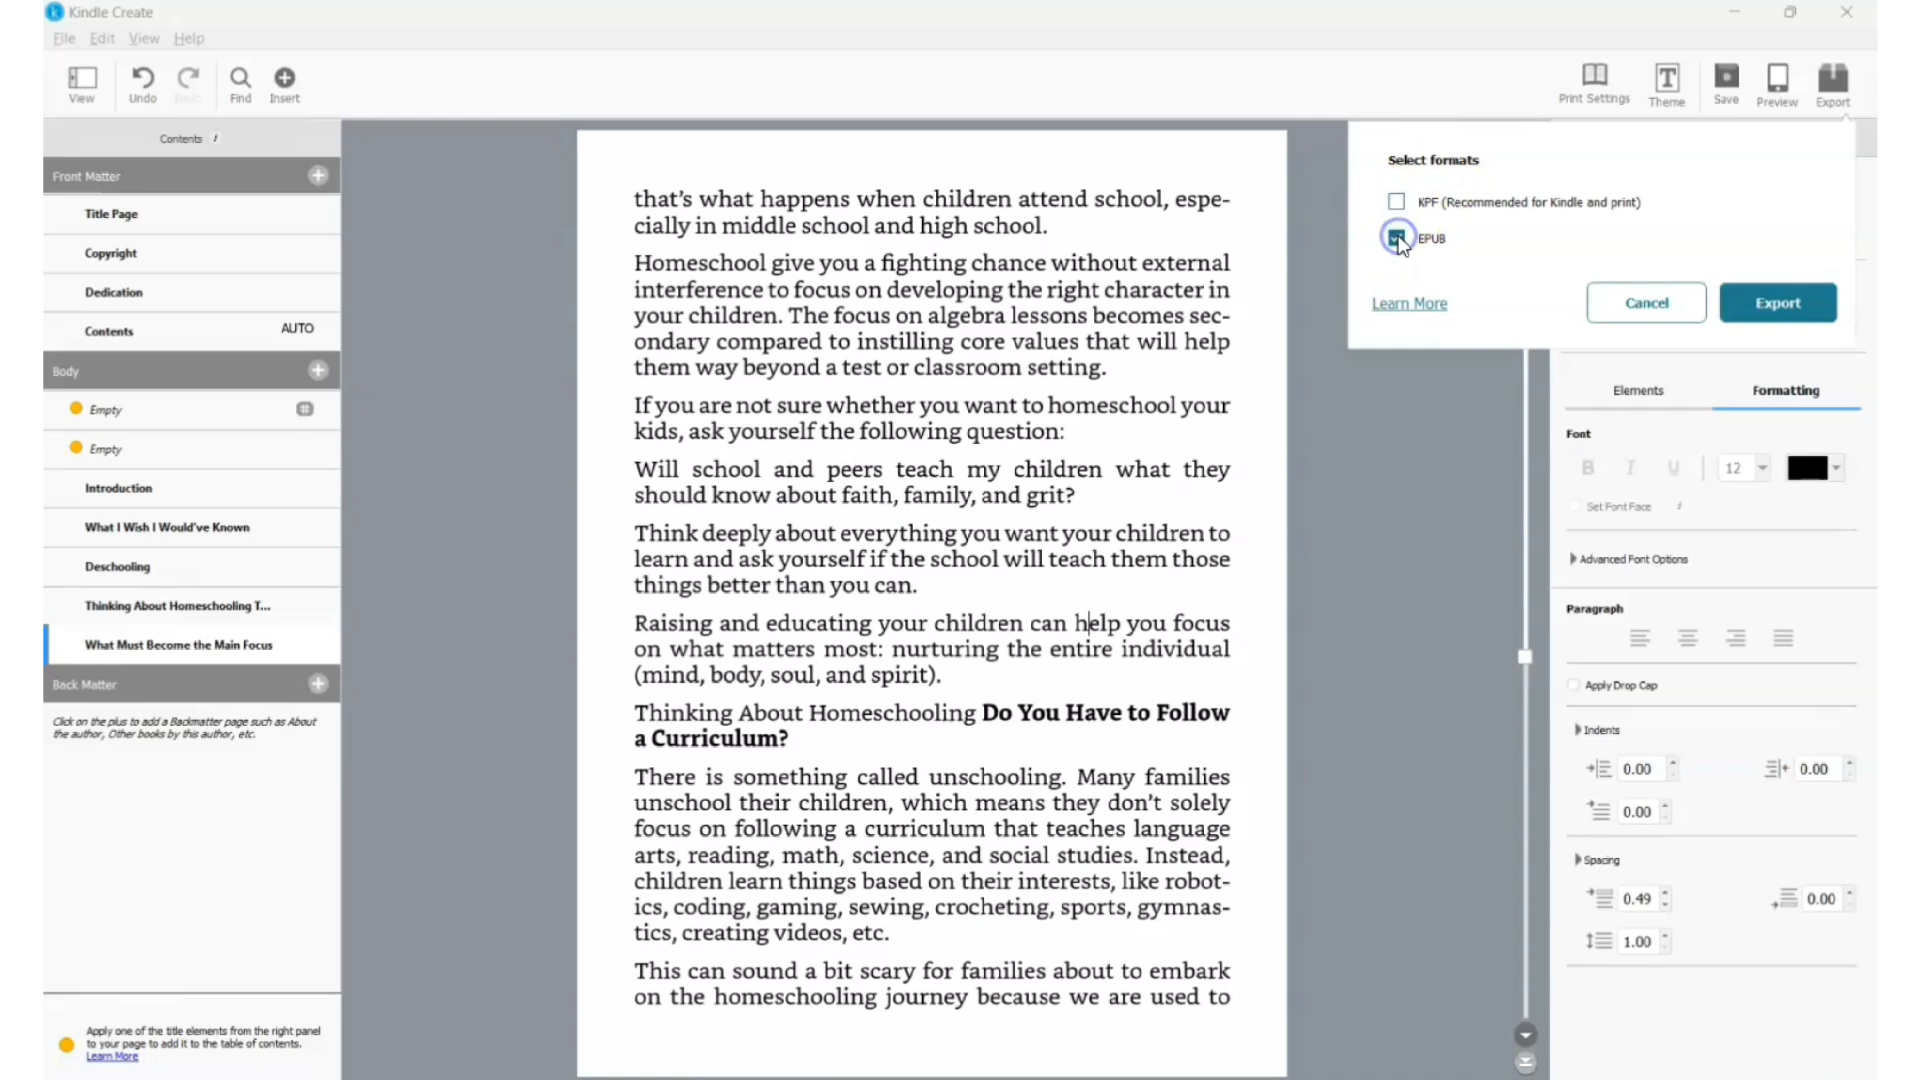 Kindle Create
File Edit View Help
View Undo Redo Find Insert Print Settings Theme Save Preview Export
Contents i
Front Matter
Title Page
Copyright
Dedication
Contents AUTO
Body
Empty
Empty
Introduction
What I Wish I Would've Known
Deschooling
Thinking About Homeschooling T...
What Must Become the Main Focus
Back Matter
Click on the plus to add a Backmatter page such as About
the author, Other books by this author, etc.
Apply one of the title elements from the right panel
to your page to add it to the table of contents.
Learn More
that's what happens when children attend school, espe-
cially in middle school and high school.
Homeschool give you a fighting chance without external
interference to focus on developing the right character in
your children. The focus on algebra lessons becomes sec-
ondary compared to instilling core values that will help
them way beyond a test or classroom setting.
If you are not sure whether you want to homeschool your
kids, ask yourself the following question:
Will school and peers teach my children what they
should know about faith, family, and grit?
Think deeply about everything you want your children to
learn and ask yourself if the school will teach them those
things better than you can.
Raising and educating your children can help you focus
on what matters most: nurturing the entire individual
(mind, body, soul, and spirit).
Thinking About Homeschooling Do You Have to Follow
a Curriculum?
There is something called unschooling. Many families
unschool their children, which means they don't solely
focus on following a curriculum that teaches language
arts, reading, math, science, and social studies. Instead,
children learn things based on their interests, like robot-
ics, coding, gaming, sewing, crocheting, sports, gymnas-
tics, creating videos, etc.
This can sound a bit scary for families about to embark
on the homeschooling journey because we are used to
Select formats
KPF (Recommended for Kindle and print)
EPUB
Learn More Cancel Export
Elements Formatting
Font
B I U 12
Set Font Face i
Advanced Font Options
Paragraph
Apply Drop Cap
Indents
0.00 0.00
0.00
Spacing
0.49 0.00
1.00